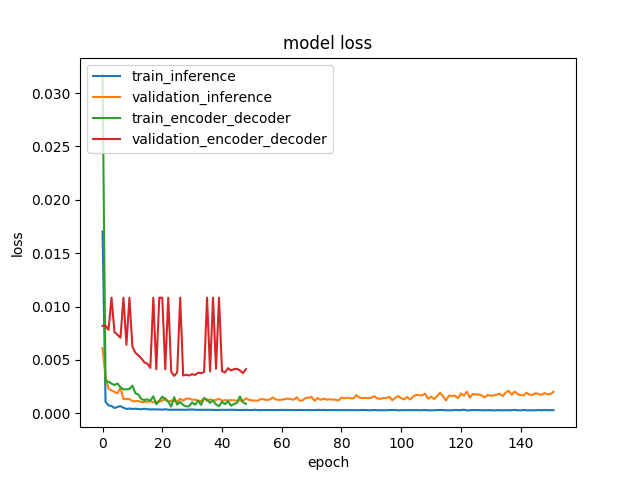 model loss
train_inference
validation_inference
train_encoder_decoder
validation_encoder_decoder
0.030
0.025
0.020
0.015
0.010
0.005
0.000
loss
0 20 40 60 80 100 120 140
epoch